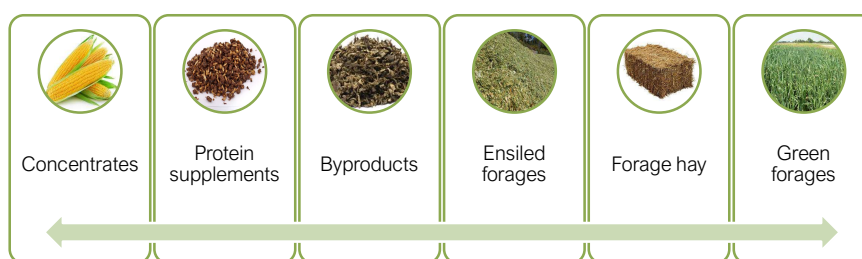 Concentrates
Protein
supplements
Byproducts
Ensiled
forages
Forage hay
Green
forages